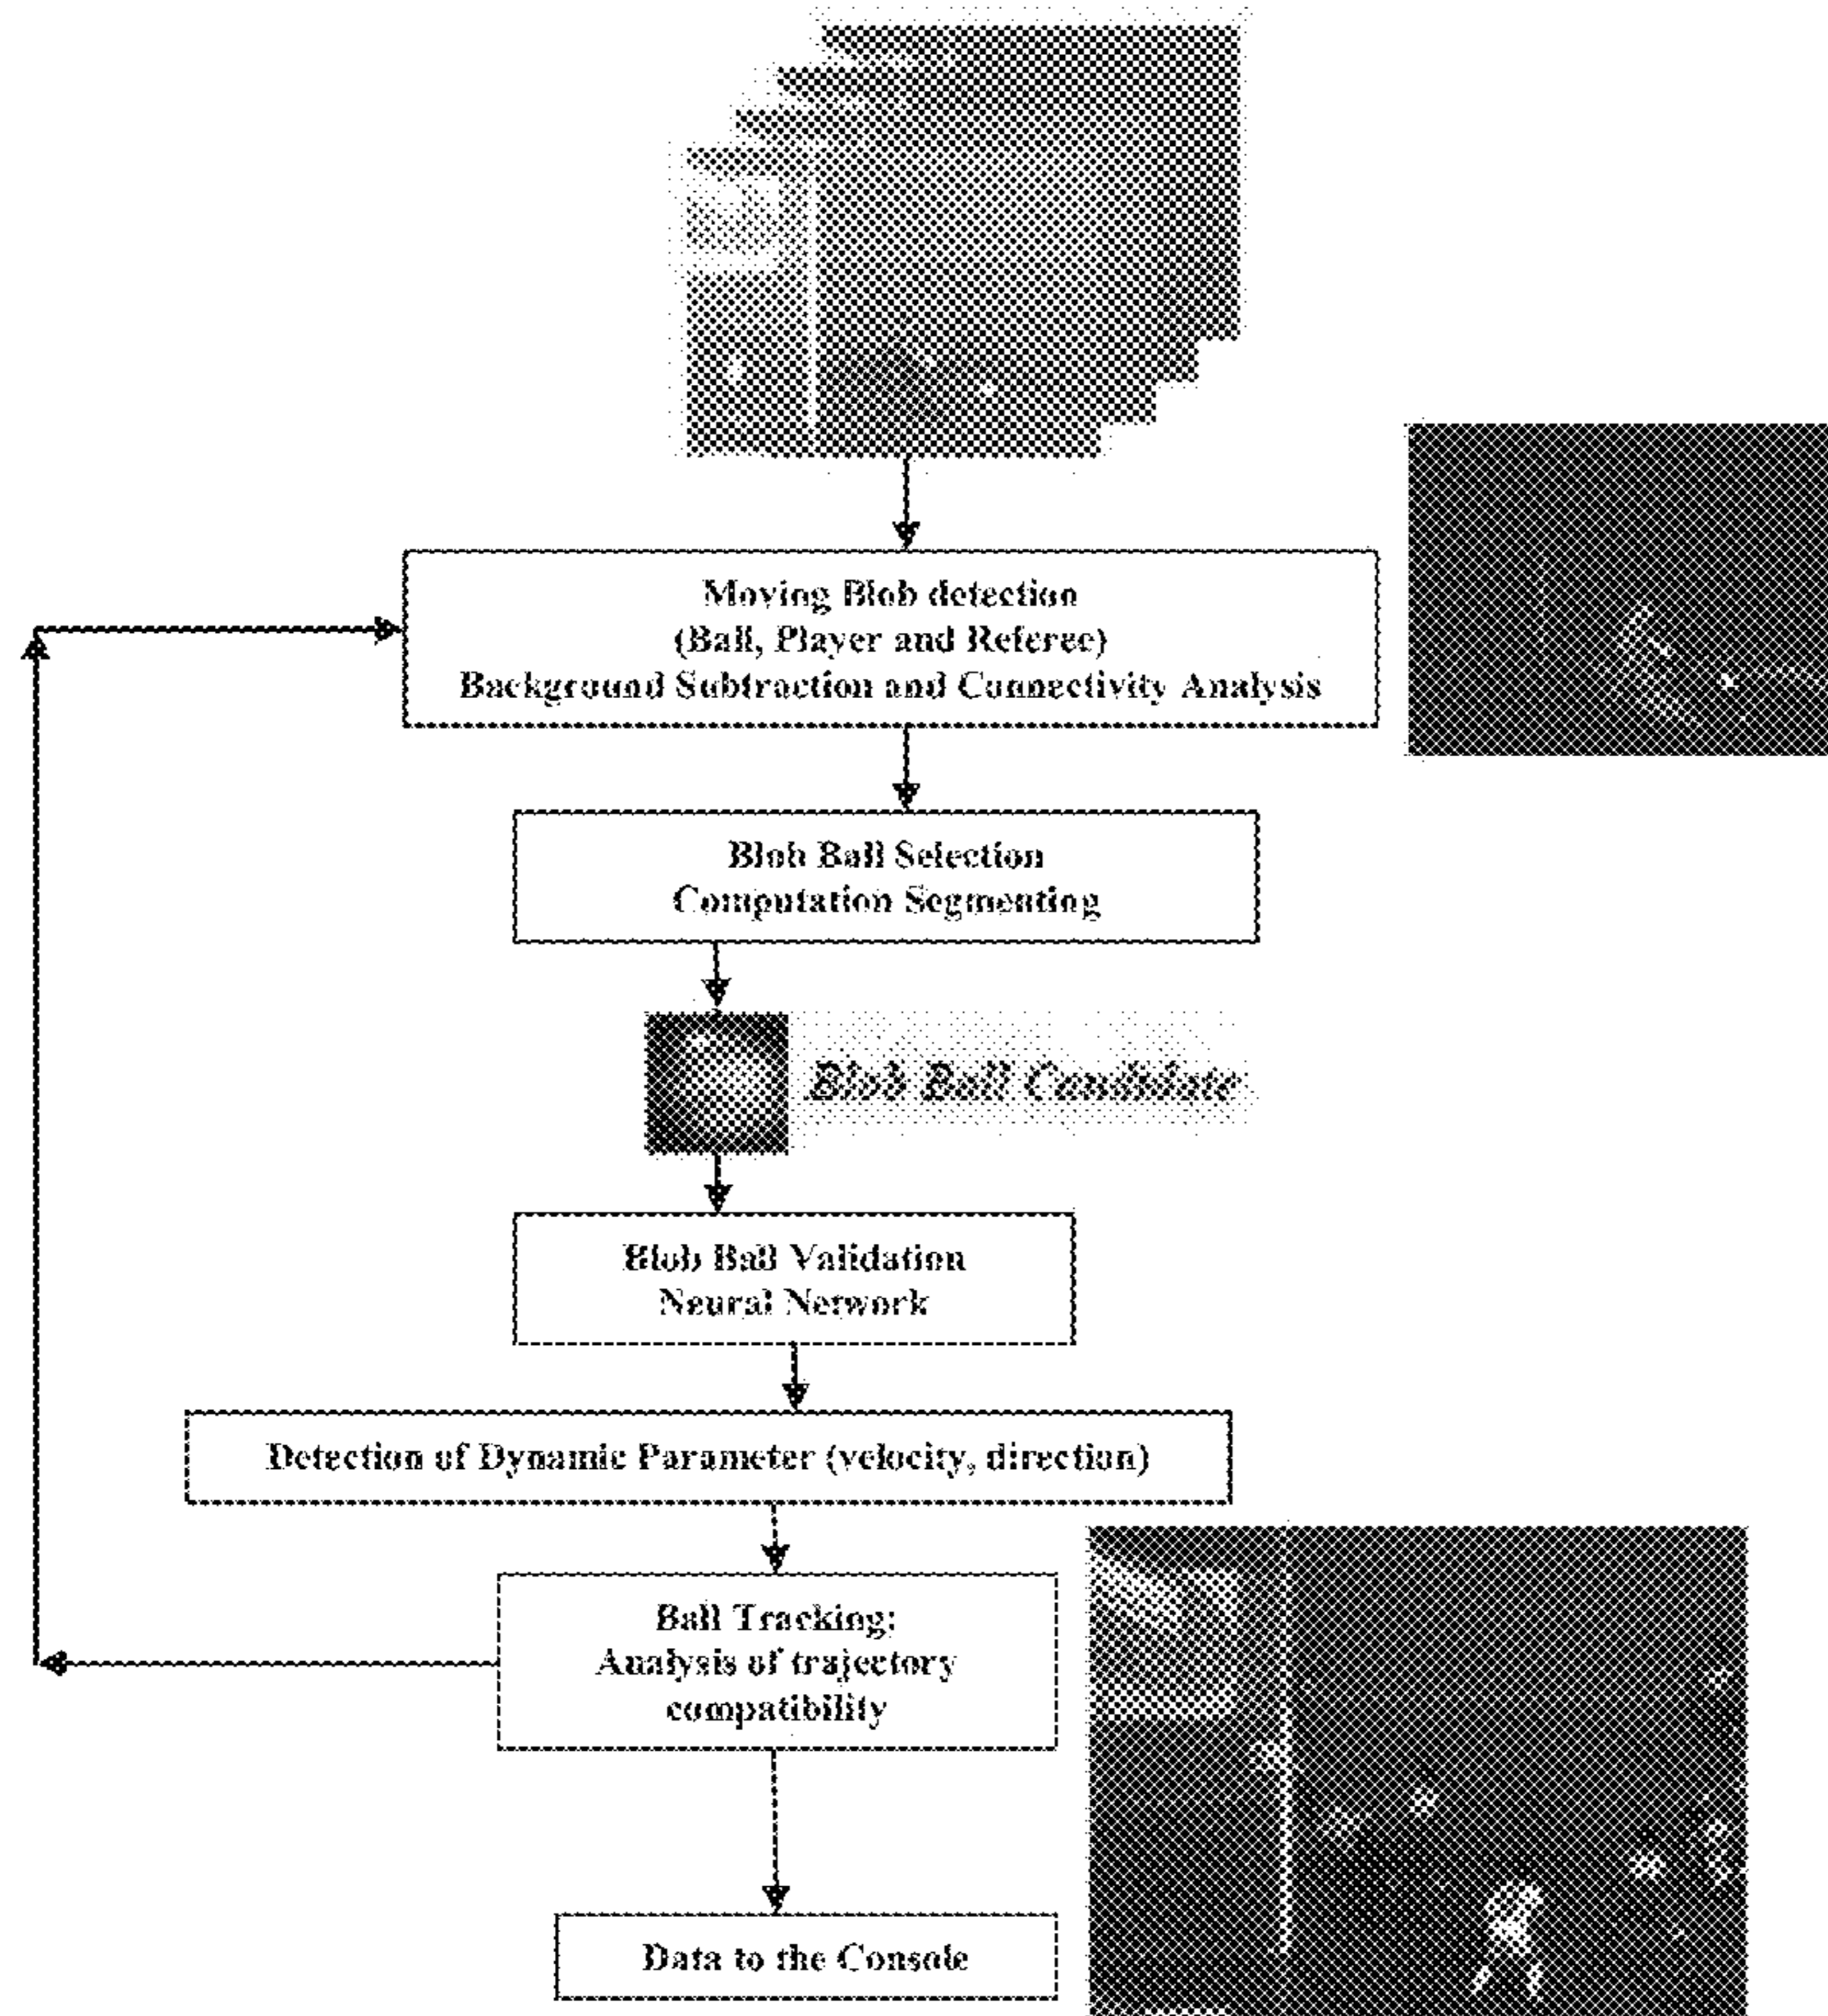 Moving Blob detection
(Ball, Player and Referee)
Background Subtraction and Connectivity Analysis
Blob Ball Selection
Computation Segmenting
Blob Ball Candidate
Blob Ball Validation
Neural Network
Detection of Dynamic Parameter (velocity, direction)
Ball Tracking:
Analysis of trajectory
compatibility
Data to the Console